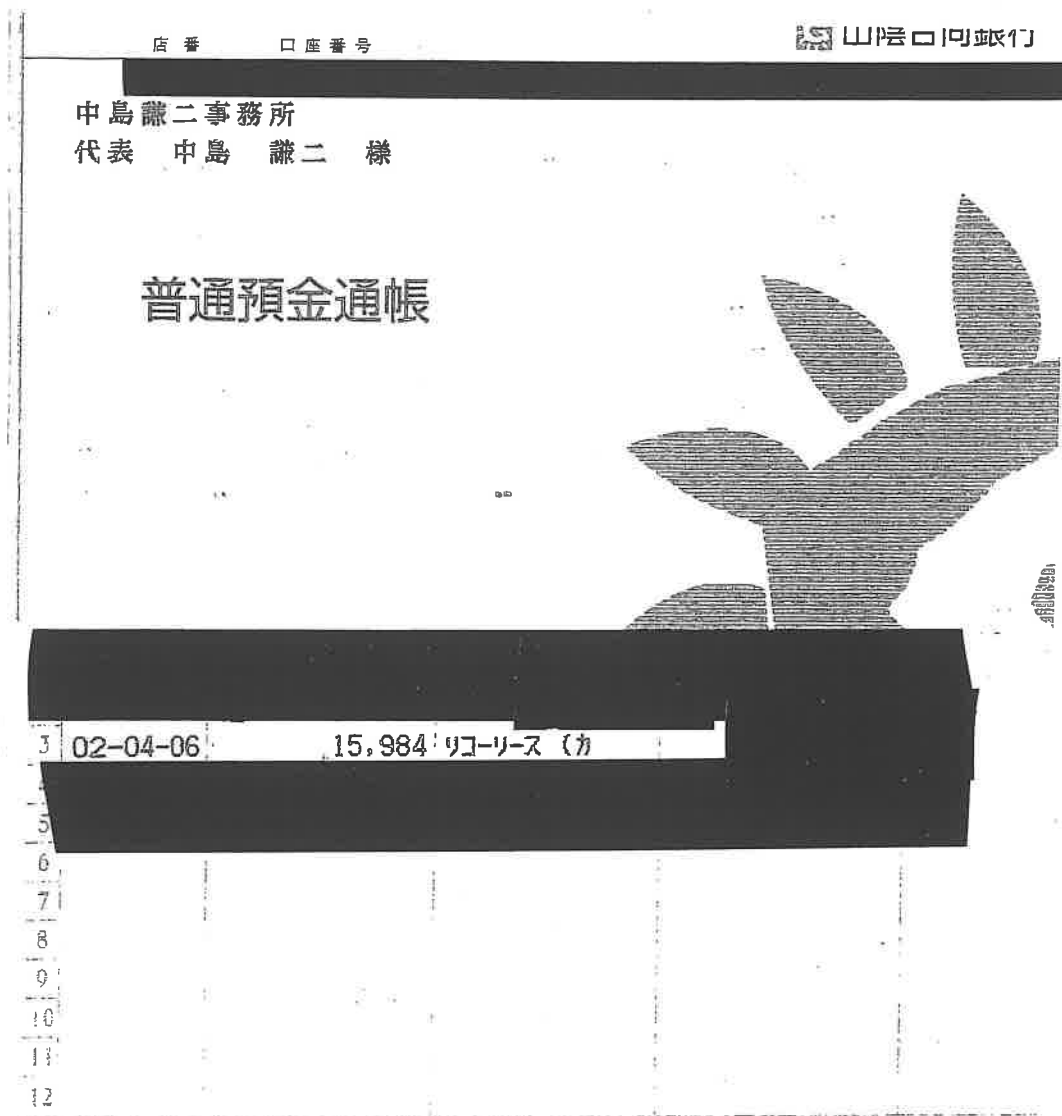 店番 口座番号 山陰合同銀行
中島謙二事務所
代表 中島 謙二 様
普通預金通帳
3 02-04-06 15,984 リコーリース (カ
5
6
7
8
9
10
11
12